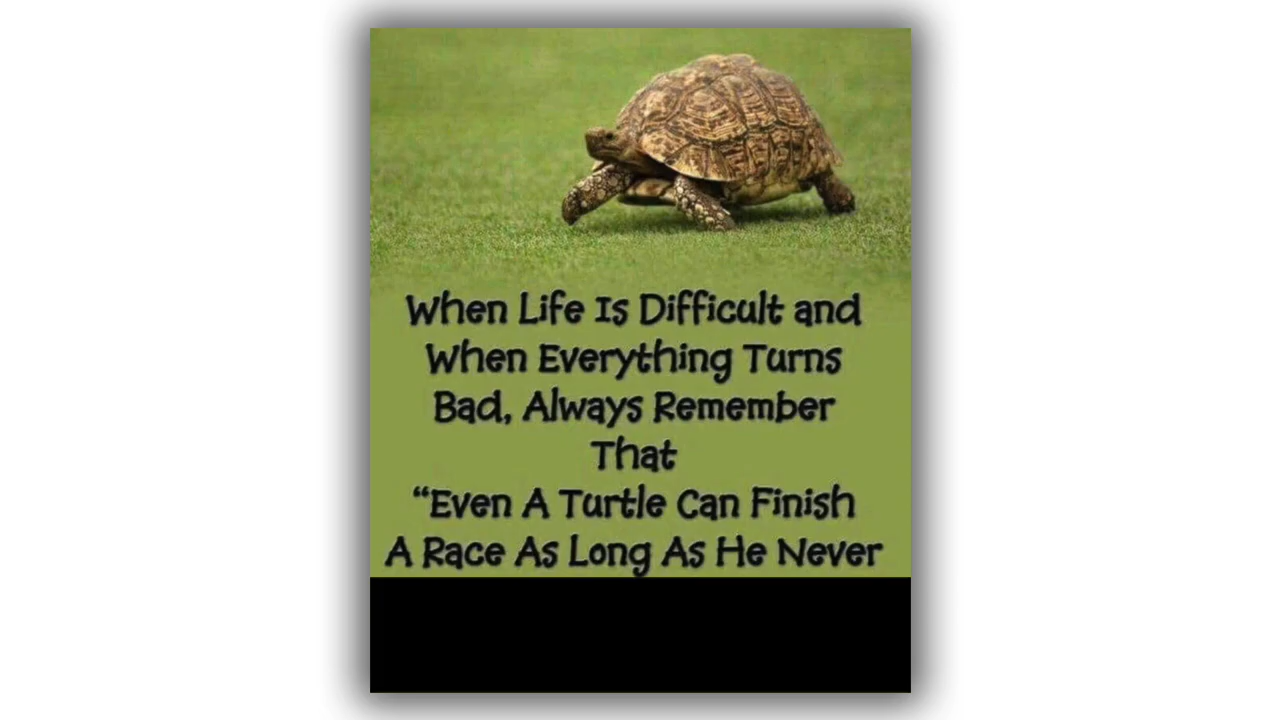 When Life Is Difficult and
When Everything Turns
Bad, Always Remember
That
“Even A Turtle Can Finish
A Race As Long As He Never